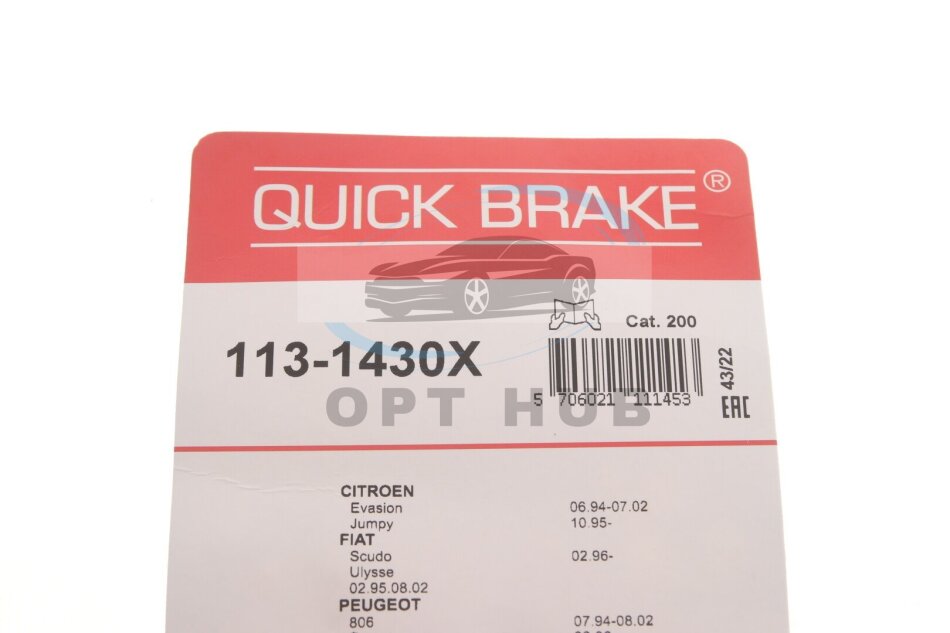 QUICK BRAKE®
Cat. 200
113-1430X
43/22
5 706021 111453
EAC
OPT HUB
CITROEN
Evasion 06.94-07.02
Jumpy 10.95-
FIAT
Scudo 02.96-
Ulysse
02.95.08.02
PEUGEOT
806 07.94-08.02